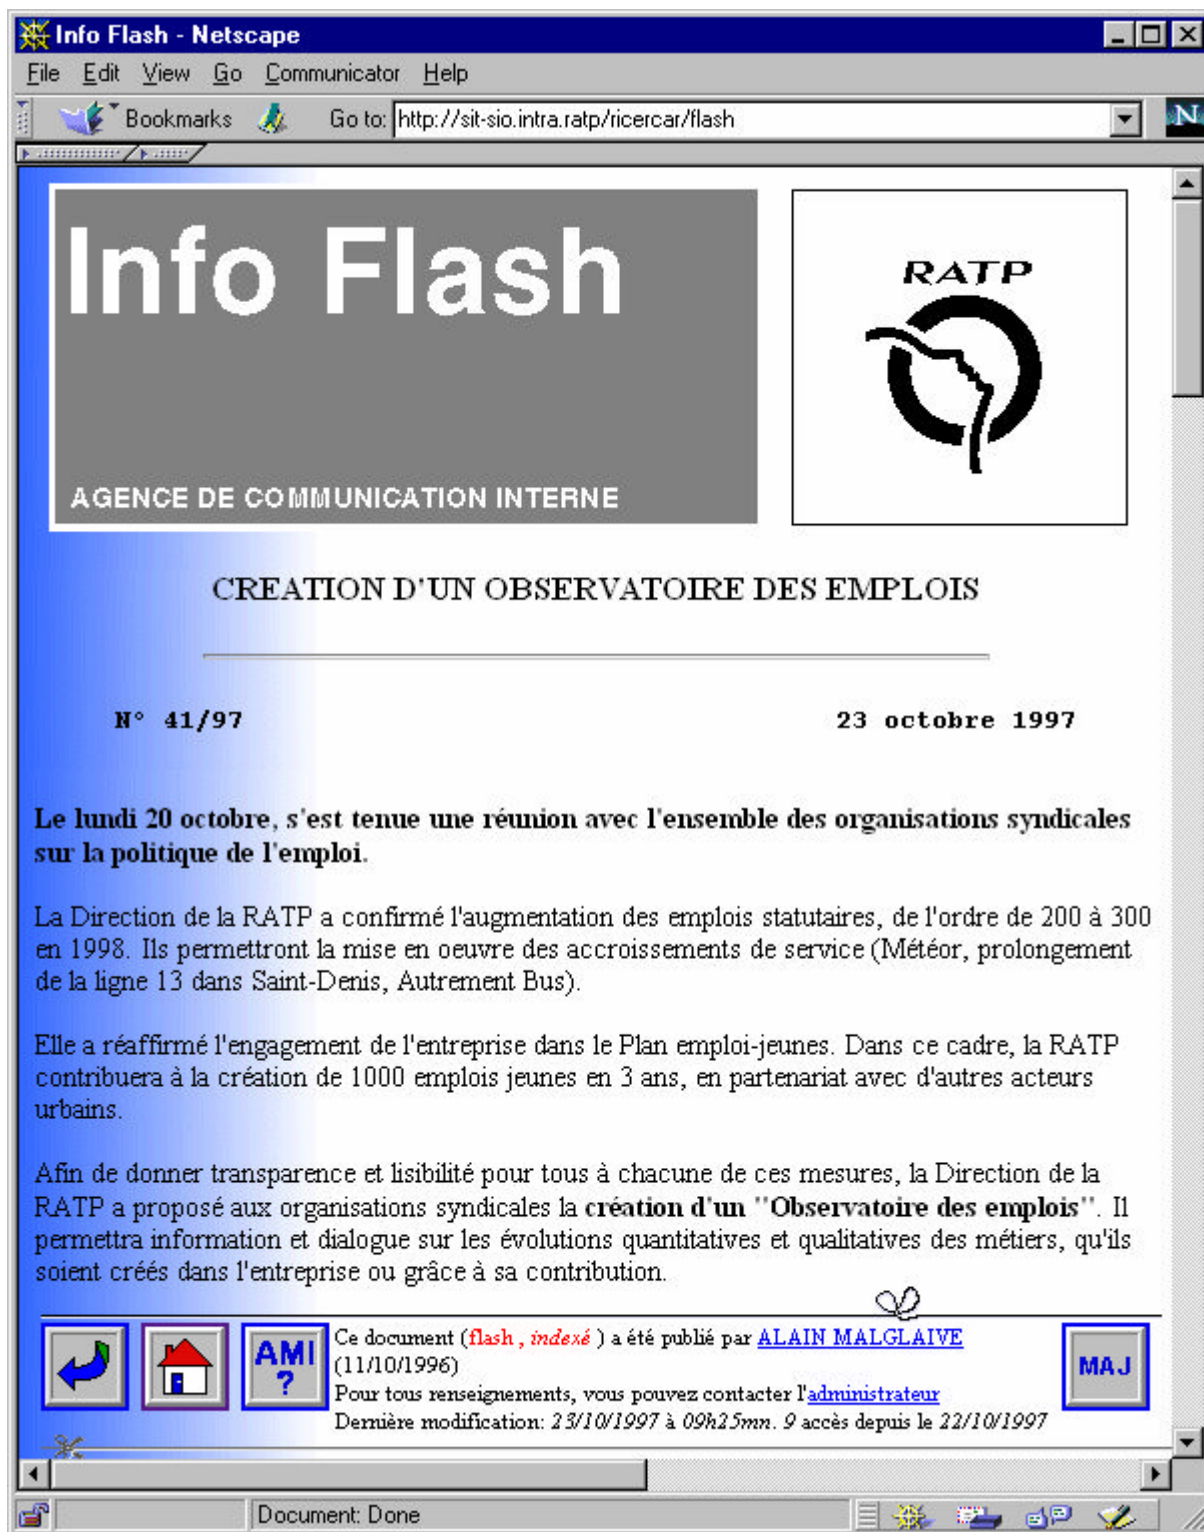 Info Flash - Netscape
File Edit View Go Communicator Help
Bookmarks Go to: http://sit-sio.intra.ratp/ricercar/flash
N
Info Flash
RATP
AGENCE DE COMMUNICATION INTERNE
CREATION D'UN OBSERVATOIRE DES EMPLOIS
N° 41/97 23 octobre 1997
Le lundi 20 octobre, s'est tenue une réunion avec l'ensemble des organisations syndicales
sur la politique de l'emploi.
La Direction de la RATP a confirmé l'augmentation des emplois statutaires, de l'ordre de 200 à 300
en 1998. Ils permettront la mise en oeuvre des accroissements de service (Météor, prolongement
de la ligne 13 dans Saint-Denis, Autrement Bus).
Elle a réaffirmé l'engagement de l'entreprise dans le Plan emploi-jeunes. Dans ce cadre, la RATP
contribuera à la création de 1000 emplois jeunes en 3 ans, en partenariat avec d'autres acteurs
urbains.
Afin de donner transparence et lisibilité pour tous à chacune de ces mesures, la Direction de la
RATP a proposé aux organisations syndicales la création d'un "Observatoire des emplois". Il
permettra information et dialogue sur les évolutions quantitatives et qualitatives des métiers, qu'ils
soient créés dans l'entreprise ou grâce à sa contribution.
AMI
?
Ce document (flash , indexé ) a été publié par ALAIN MALGLAIVE
(11/10/1996)
Pour tous renseignements, vous pouvez contacter l'administrateur
Dernière modification: 23/10/1997 à 09h25mn. 9 accès depuis le 22/10/1997
MAJ
Document: Done